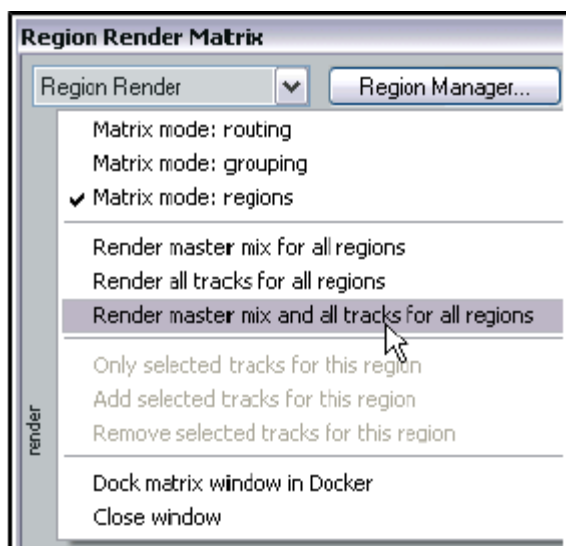 Region Render Matrix
Region Render
Region Manager...
Matrix mode: routing
Matrix mode: grouping
Matrix mode: regions
Render master mix for all regions
Render all tracks for all regions
Render master mix and all tracks for all regions
Only selected tracks for this region
Add selected tracks for this region
Remove selected tracks for this region
render
Dock matrix window in Docker
Close window